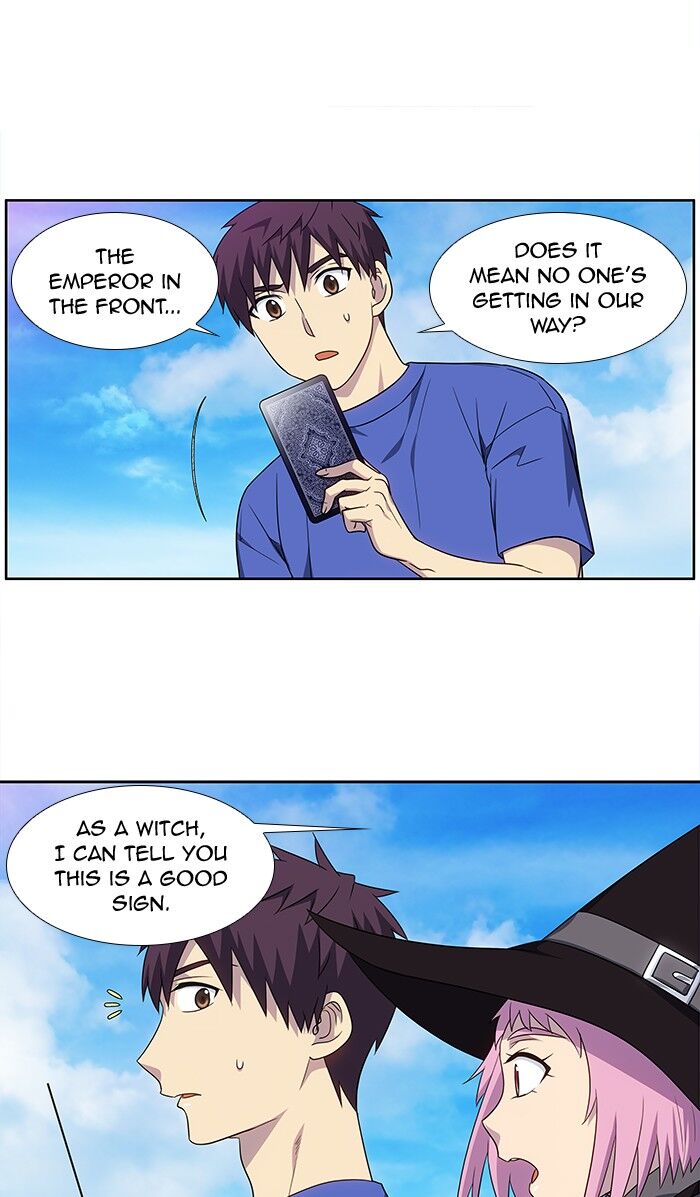 THE
EMPEROR IN
THE FRONT...
DOES IT
MEAN NO ONE'S
GETTING IN OUR
WAY?
AS A WITCH,
I CAN TELL YOU
THIS IS A GOOD
SIGN.